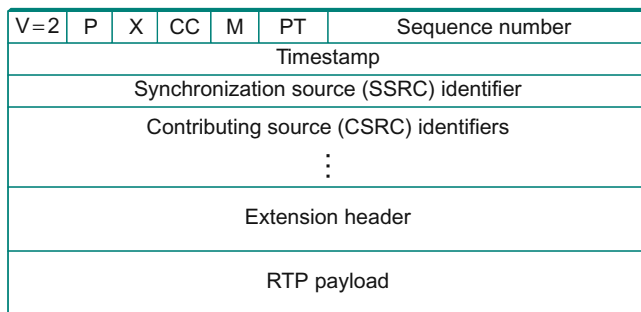 V=2 P X CC M PT Sequence number
Timestamp
Synchronization source (SSRC) identifier
Contributing source (CSRC) identifiers
⋮
Extension header
RTP payload